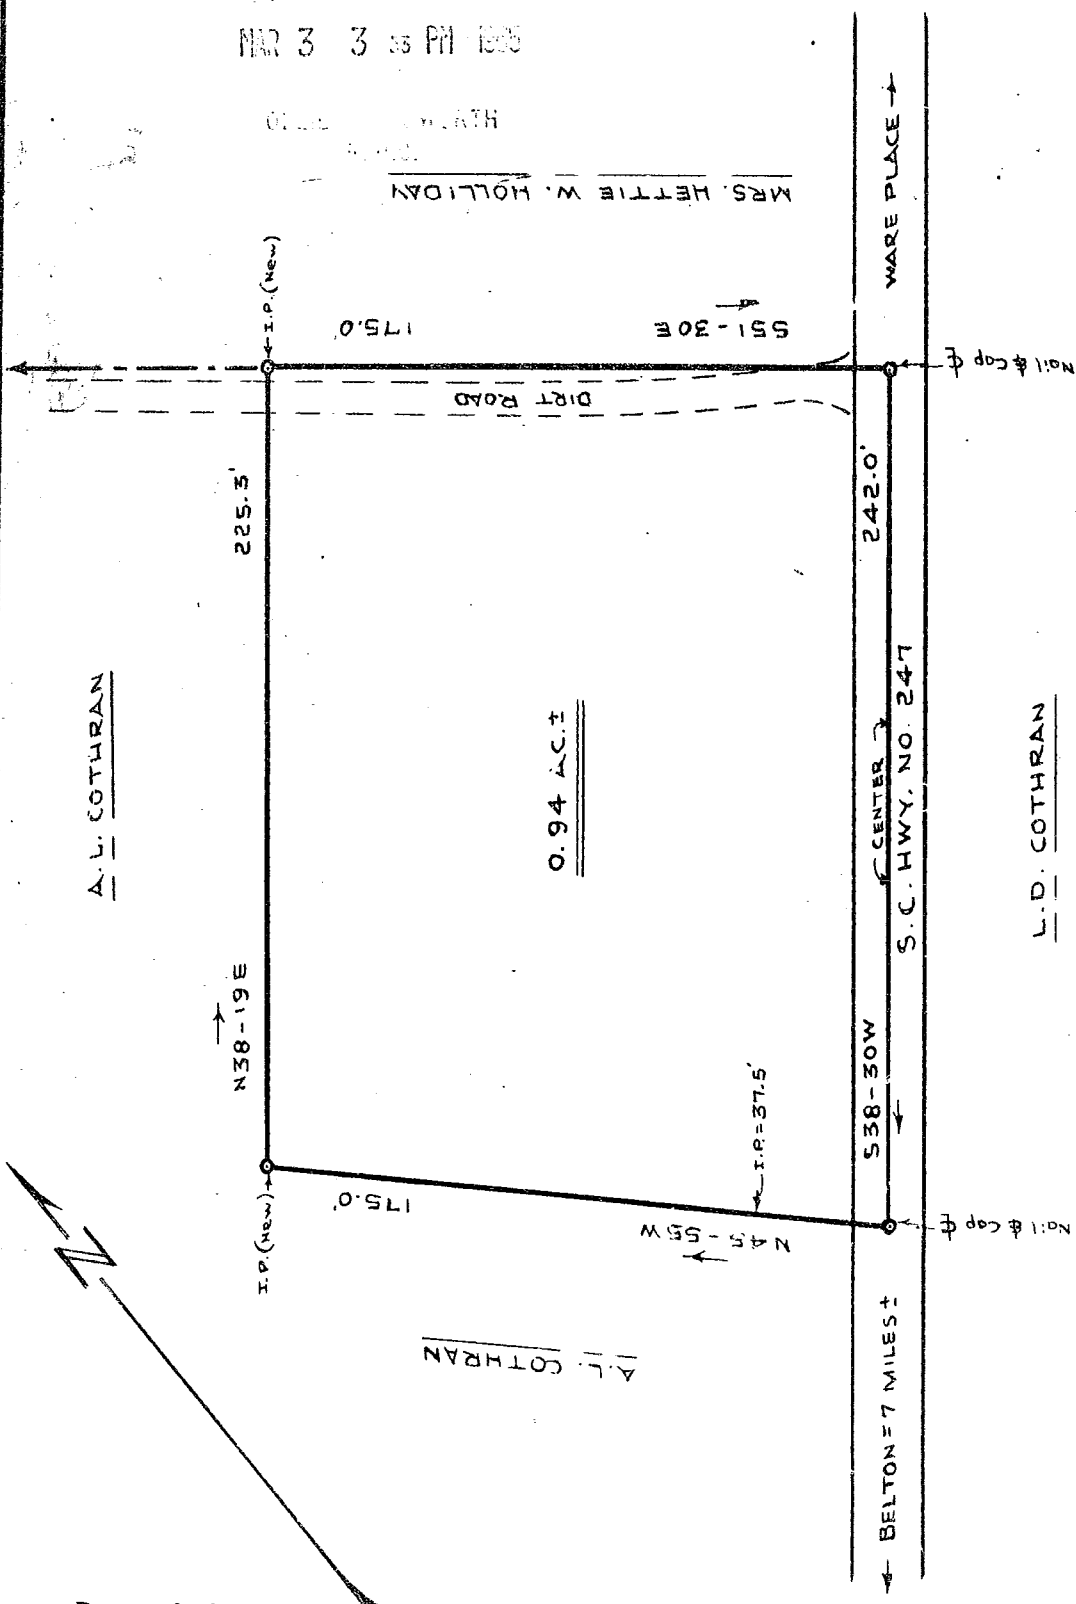 MAR 3 3 55 PM
MRS. HETTIE W. HOLLIDAY
WARE PLACE →
I.P. (New)
175.0'
S51-30E
Nail & Cap ℄
DIRT ROAD
225.3'
242.0'
A.L. COTHRAN
0.94 AC.±
CENTER
S.C. HWY. NO. 247
L.D. COTHRAN
N38-19E
S38-30W
I.P.=37.5'
I.P. (New)
175.0'
N45-55W
Nail & Cap ℄
N
A.L. COTHRAN
← BELTON = 7 MILES±